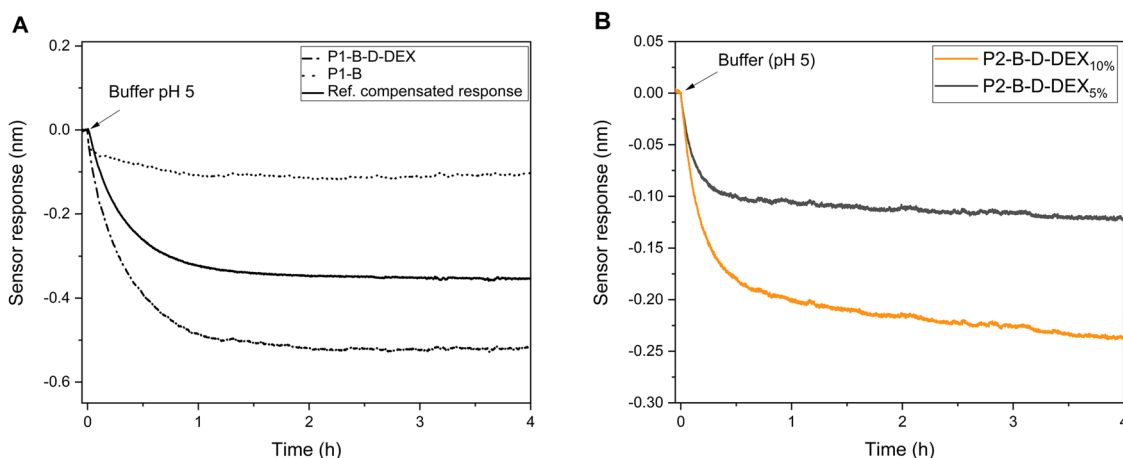 A
P1-B-D-DEX
P1-B
Ref. compensated response
Buffer pH 5
0.2
0.0
-0.2
-0.4
-0.6
Sensor response (nm)
0
1
2
3
4
Time (h)
B
P2-B-D-DEX10%
P2-B-D-DEX5%
Buffer (pH 5)
0.05
0.00
-0.05
-0.10
-0.15
-0.20
-0.25
-0.30
Sensor response (nm)
0
1
2
3
4
Time (h)